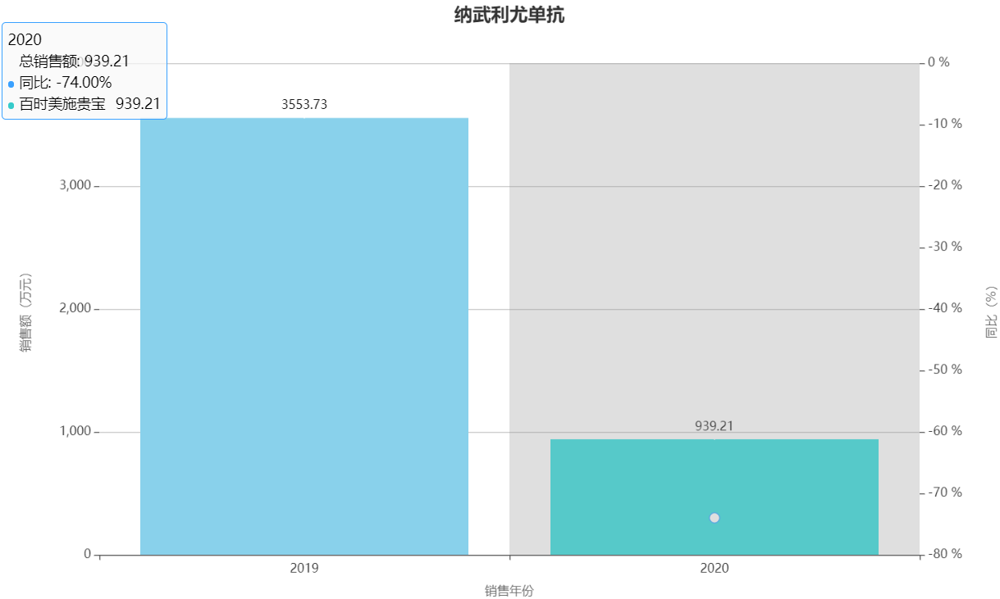 纳武利尤单抗
2020
总销售额: 939.21
同比: -74.00%
百时美施贵宝 939.21
3553.73
939.21
3,000
2,000
1,000
0
销售额（万元）
0 %
-10 %
-20 %
-30 %
-40 %
-50 %
-60 %
-70 %
-80 %
同比（%）
2019
2020
销售年份